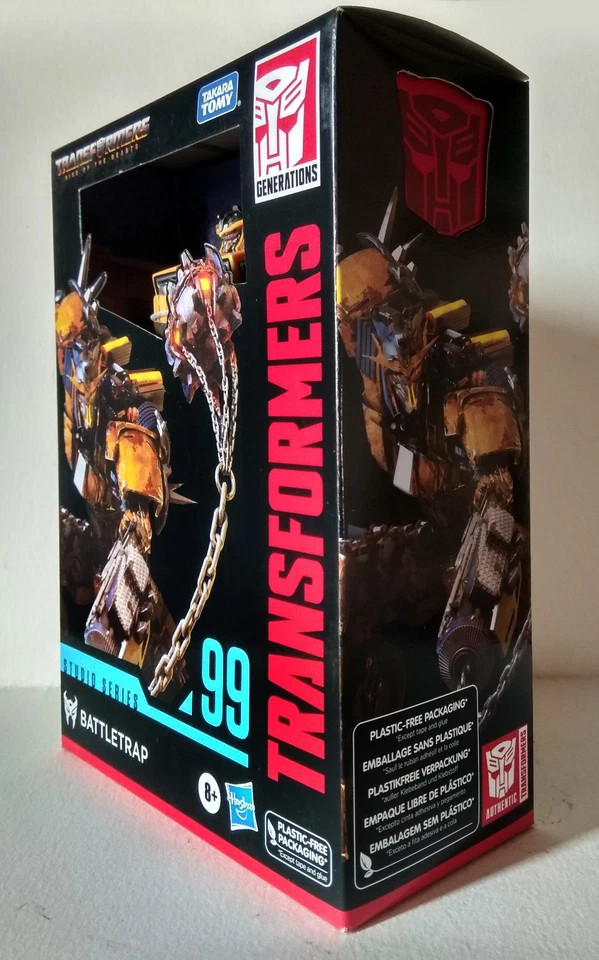 TRANSFORMERS
RISE OF THE BEASTS
TAKARA
TOMY
GENERATIONS
TRANSFORMERS
STUDIO SERIES
99
BATTLETRAP
8+
Hasbro
PLASTIC-FREE
PACKAGING*
*Except tape and glue
PLASTIC-FREE PACKAGING*
*Except tape and glue
EMBALLAGE SANS PLASTIQUE*
*Sauf le ruban adhésif et la colle
PLASTIKFREIE VERPACKUNG*
*außer Klebeband und Klebstoff
EMPAQUE LIBRE DE PLÁSTICO*
*Excepto cinta adhesiva y pegamento
EMBALAGEM SEM PLÁSTICO*
*Exceto a fita adesiva e a cola
AUTHENTIC
TRANSFORMERS